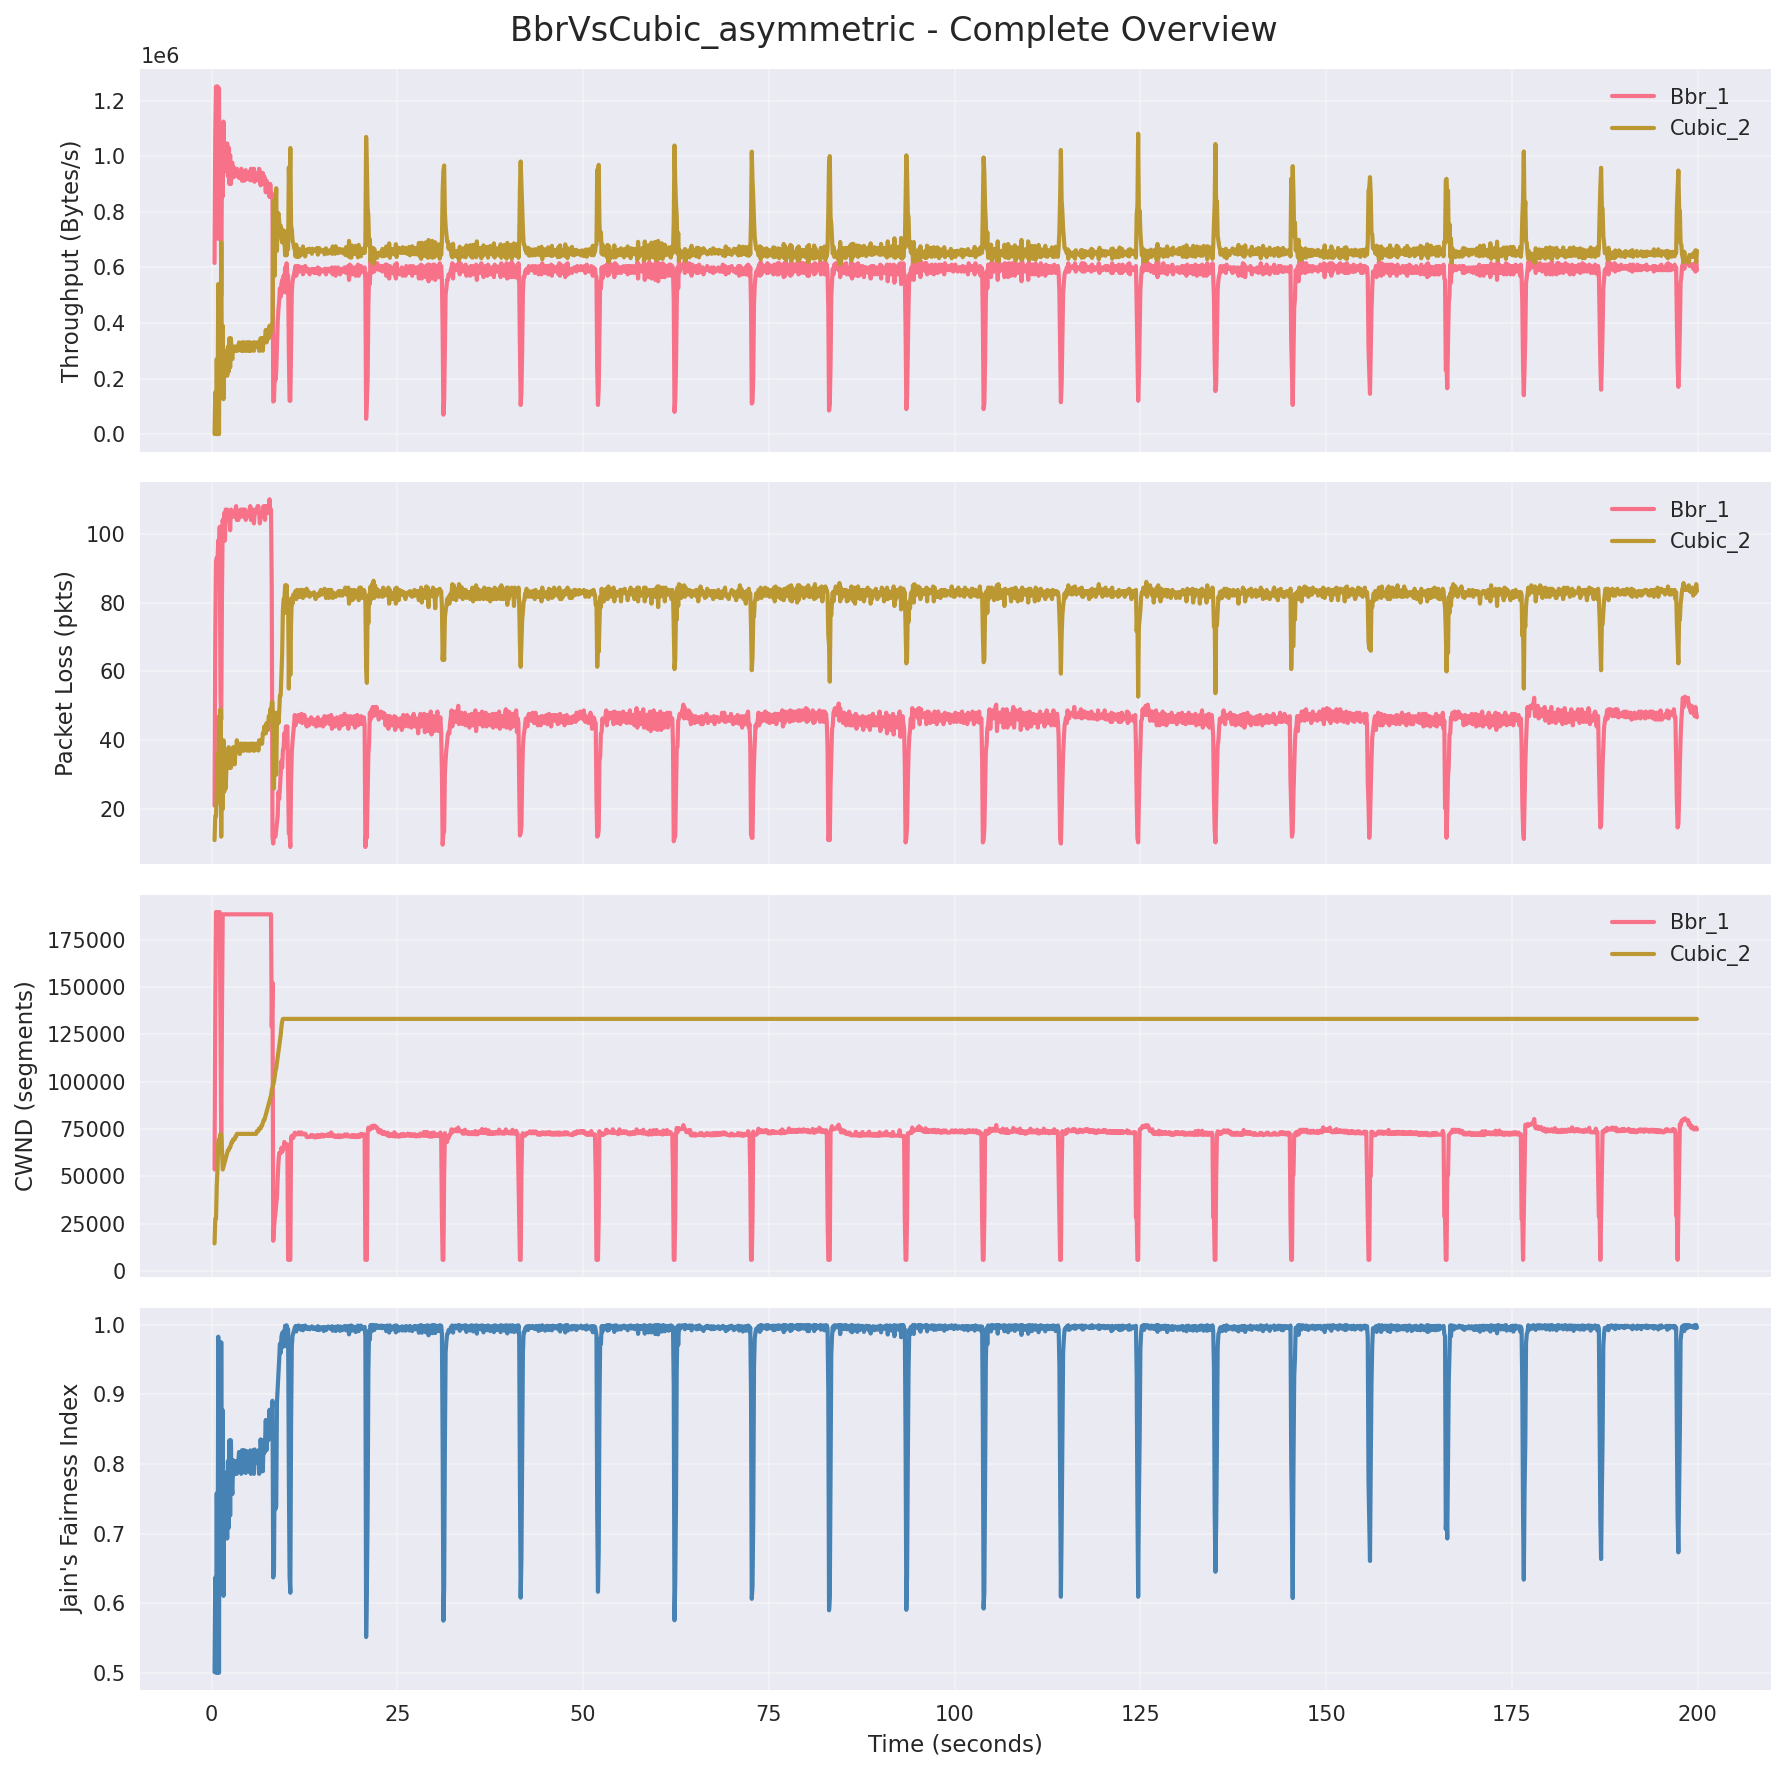 BbrVsCubic_asymmetric - Complete Overview
1e6
Throughput (Bytes/s)
1.2
1.0
0.8
0.6
0.4
0.2
0.0
Bbr_1
Cubic_2
Packet Loss (pkts)
100
80
60
40
20
Bbr_1
Cubic_2
CWND (segments)
175000
150000
125000
100000
75000
50000
25000
0
Bbr_1
Cubic_2
Jain's Fairness Index
1.0
0.9
0.8
0.7
0.6
0.5
0 25 50 75 100 125 150 175 200
Time (seconds)